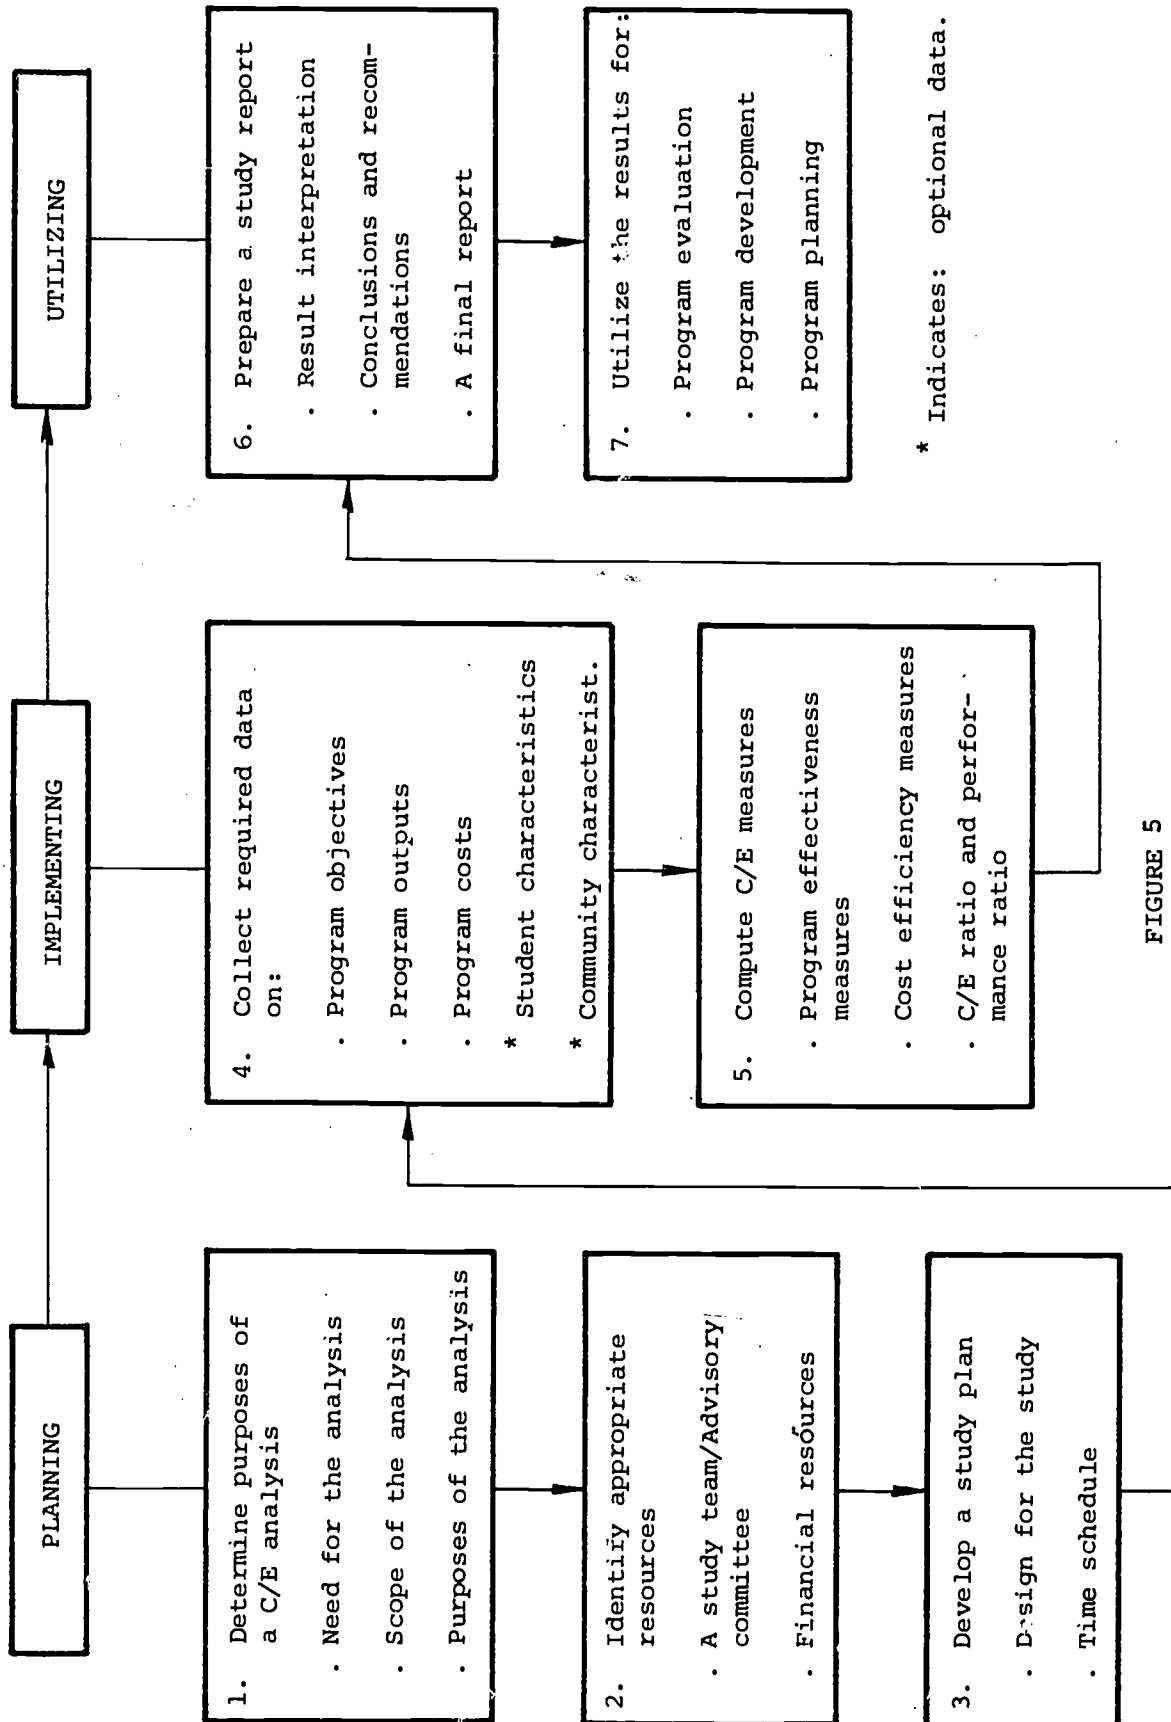 PLANNING
1. Determine purposes of
a C/E analysis
. Need for the analysis
. Scope of the analysis
. Purposes of the analysis
2. Identify appropriate
resources
. A study team/Advisory
committee
. Financial resources
3. Develop a study plan
. Design for the study
. Time schedule
IMPLEMENTING
4. Collect required data
on:
. Program objectives
. Program outputs
. Program costs
* Student characteristics
* Community characterist.
5. Compute C/E measures
. Program effectiveness
measures
. Cost efficiency measures
. C/E ratio and perfor-
mance ratio
UTILIZING
6. Prepare a study report
. Result interpretation
. Conclusions and recom-
mendations
. A final report
7. Utilize the results for:
. Program evaluation
. Program development
. Program planning
* Indicates: optional data.
FIGURE 5